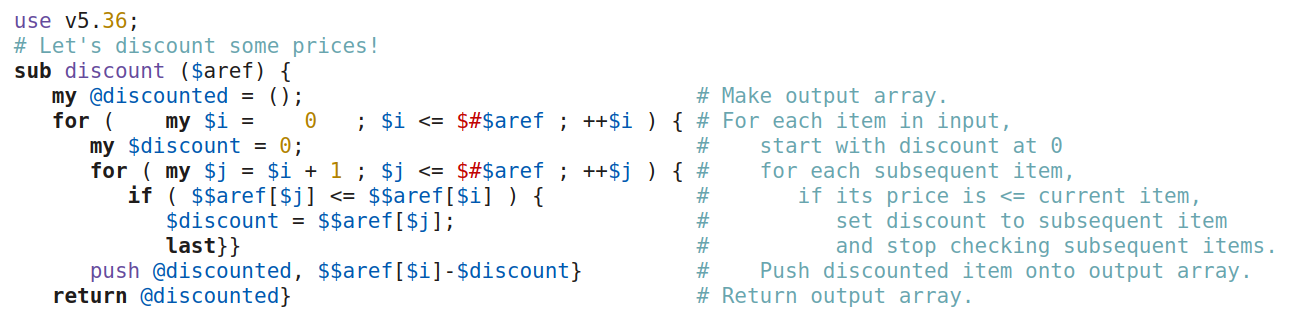 use v5.36;
# Let's discount some prices!
sub discount ($aref) {
   my @discounted = ();                               # Make output array.
   for (    my $i =    0   ; $i <= $#$aref ; ++$i ) { # For each item in input,
      my $discount = 0;                               #    start with discount at 0
      for ( my $j = $i + 1 ; $j <= $#$aref ; ++$j ) { #    for each subsequent item,
         if ( $$aref[$j] <= $$aref[$i] ) {            #       if its price is <= current item,
            $discount = $$aref[$j];                   #          set discount to subsequent item
            last}}                                    #          and stop checking subsequent items.
      push @discounted, $$aref[$i]-$discount}         #    Push discounted item onto output array.
   return @discounted}                                # Return output array.